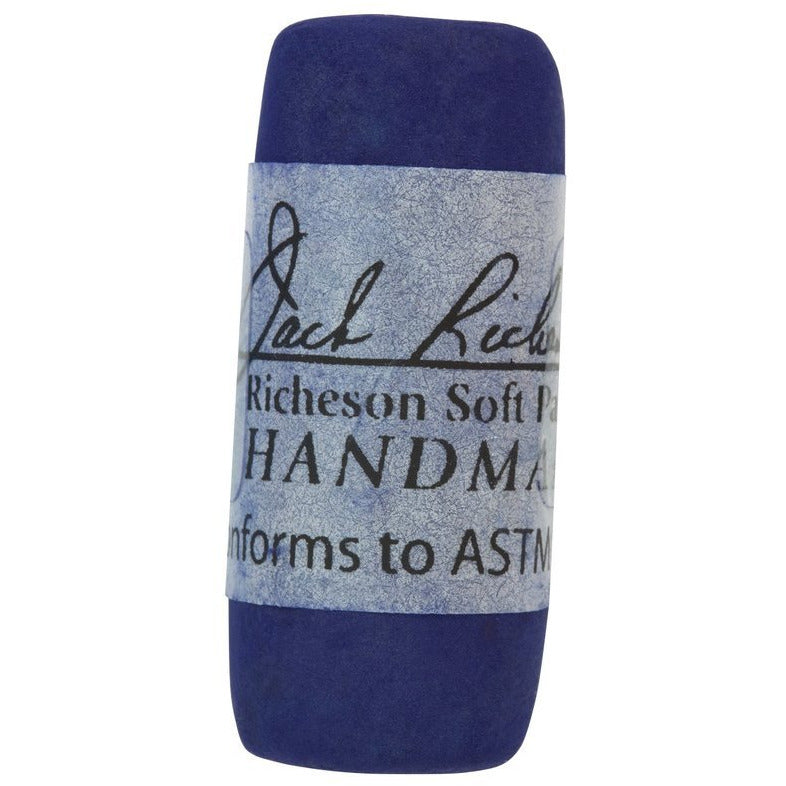 Jack Riche
Richeson Soft Pa
HANDMA
nforms to ASTM